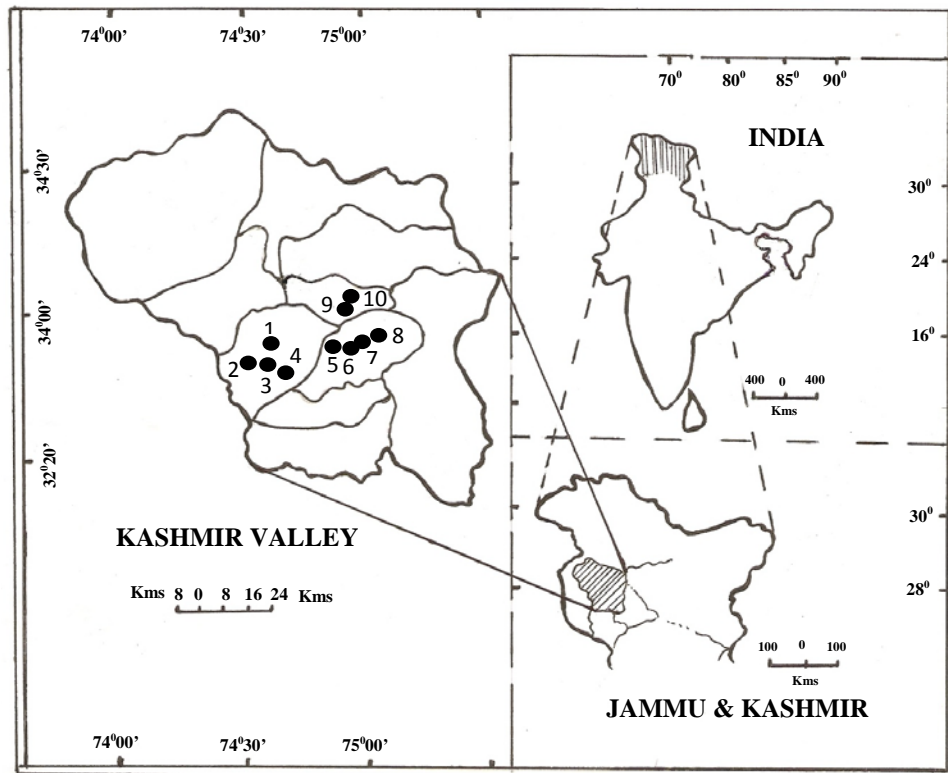 74⁰00’ 74⁰30’ 75⁰00’
70⁰ 80⁰ 85⁰ 90⁰
INDIA
34⁰30’
30⁰
24⁰
34⁰00’
16⁰
1
2
3
4
5
6
7
8
9
10
400 0 400
Kms
32⁰20’
KASHMIR VALLEY
Kms 8 0 8 16 24 Kms
30⁰
28⁰
100 0 100
Kms
JAMMU & KASHMIR
74⁰00’ 74⁰30’ 75⁰00’